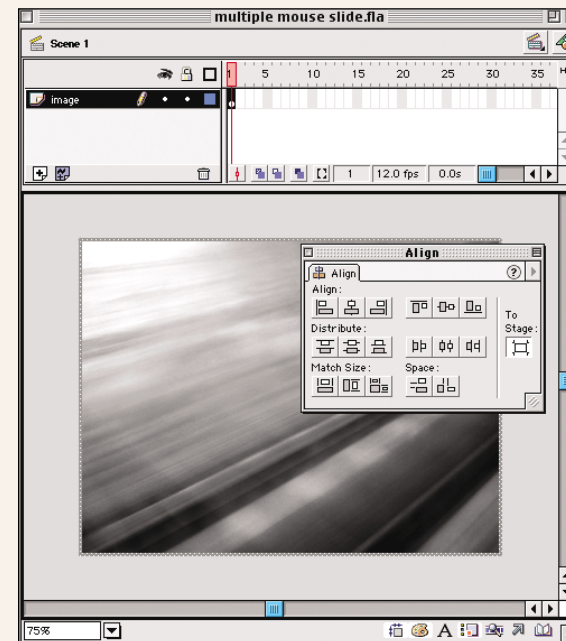 multiple mouse slide.fla
Scene 1
1 5 10 15 20 25 30 35 H
image
1 12.0 fps 0.0s
Align
Align
Align:
To
Stage:
Distribute:
Match Size: Space:
75%